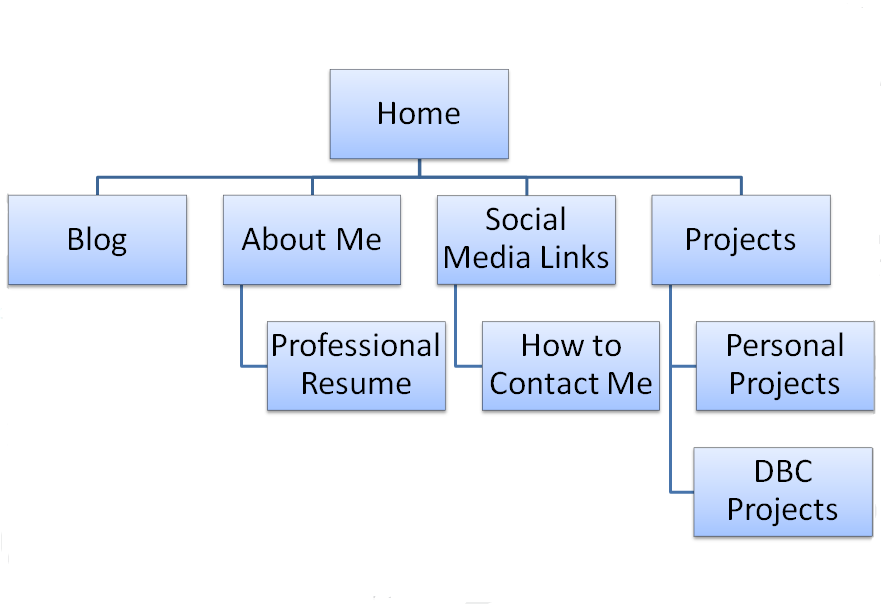 Home
Blog
About Me
Social
Media Links
Projects
Professional
Resume
How to
Contact Me
Personal
Projects
DBC
Projects